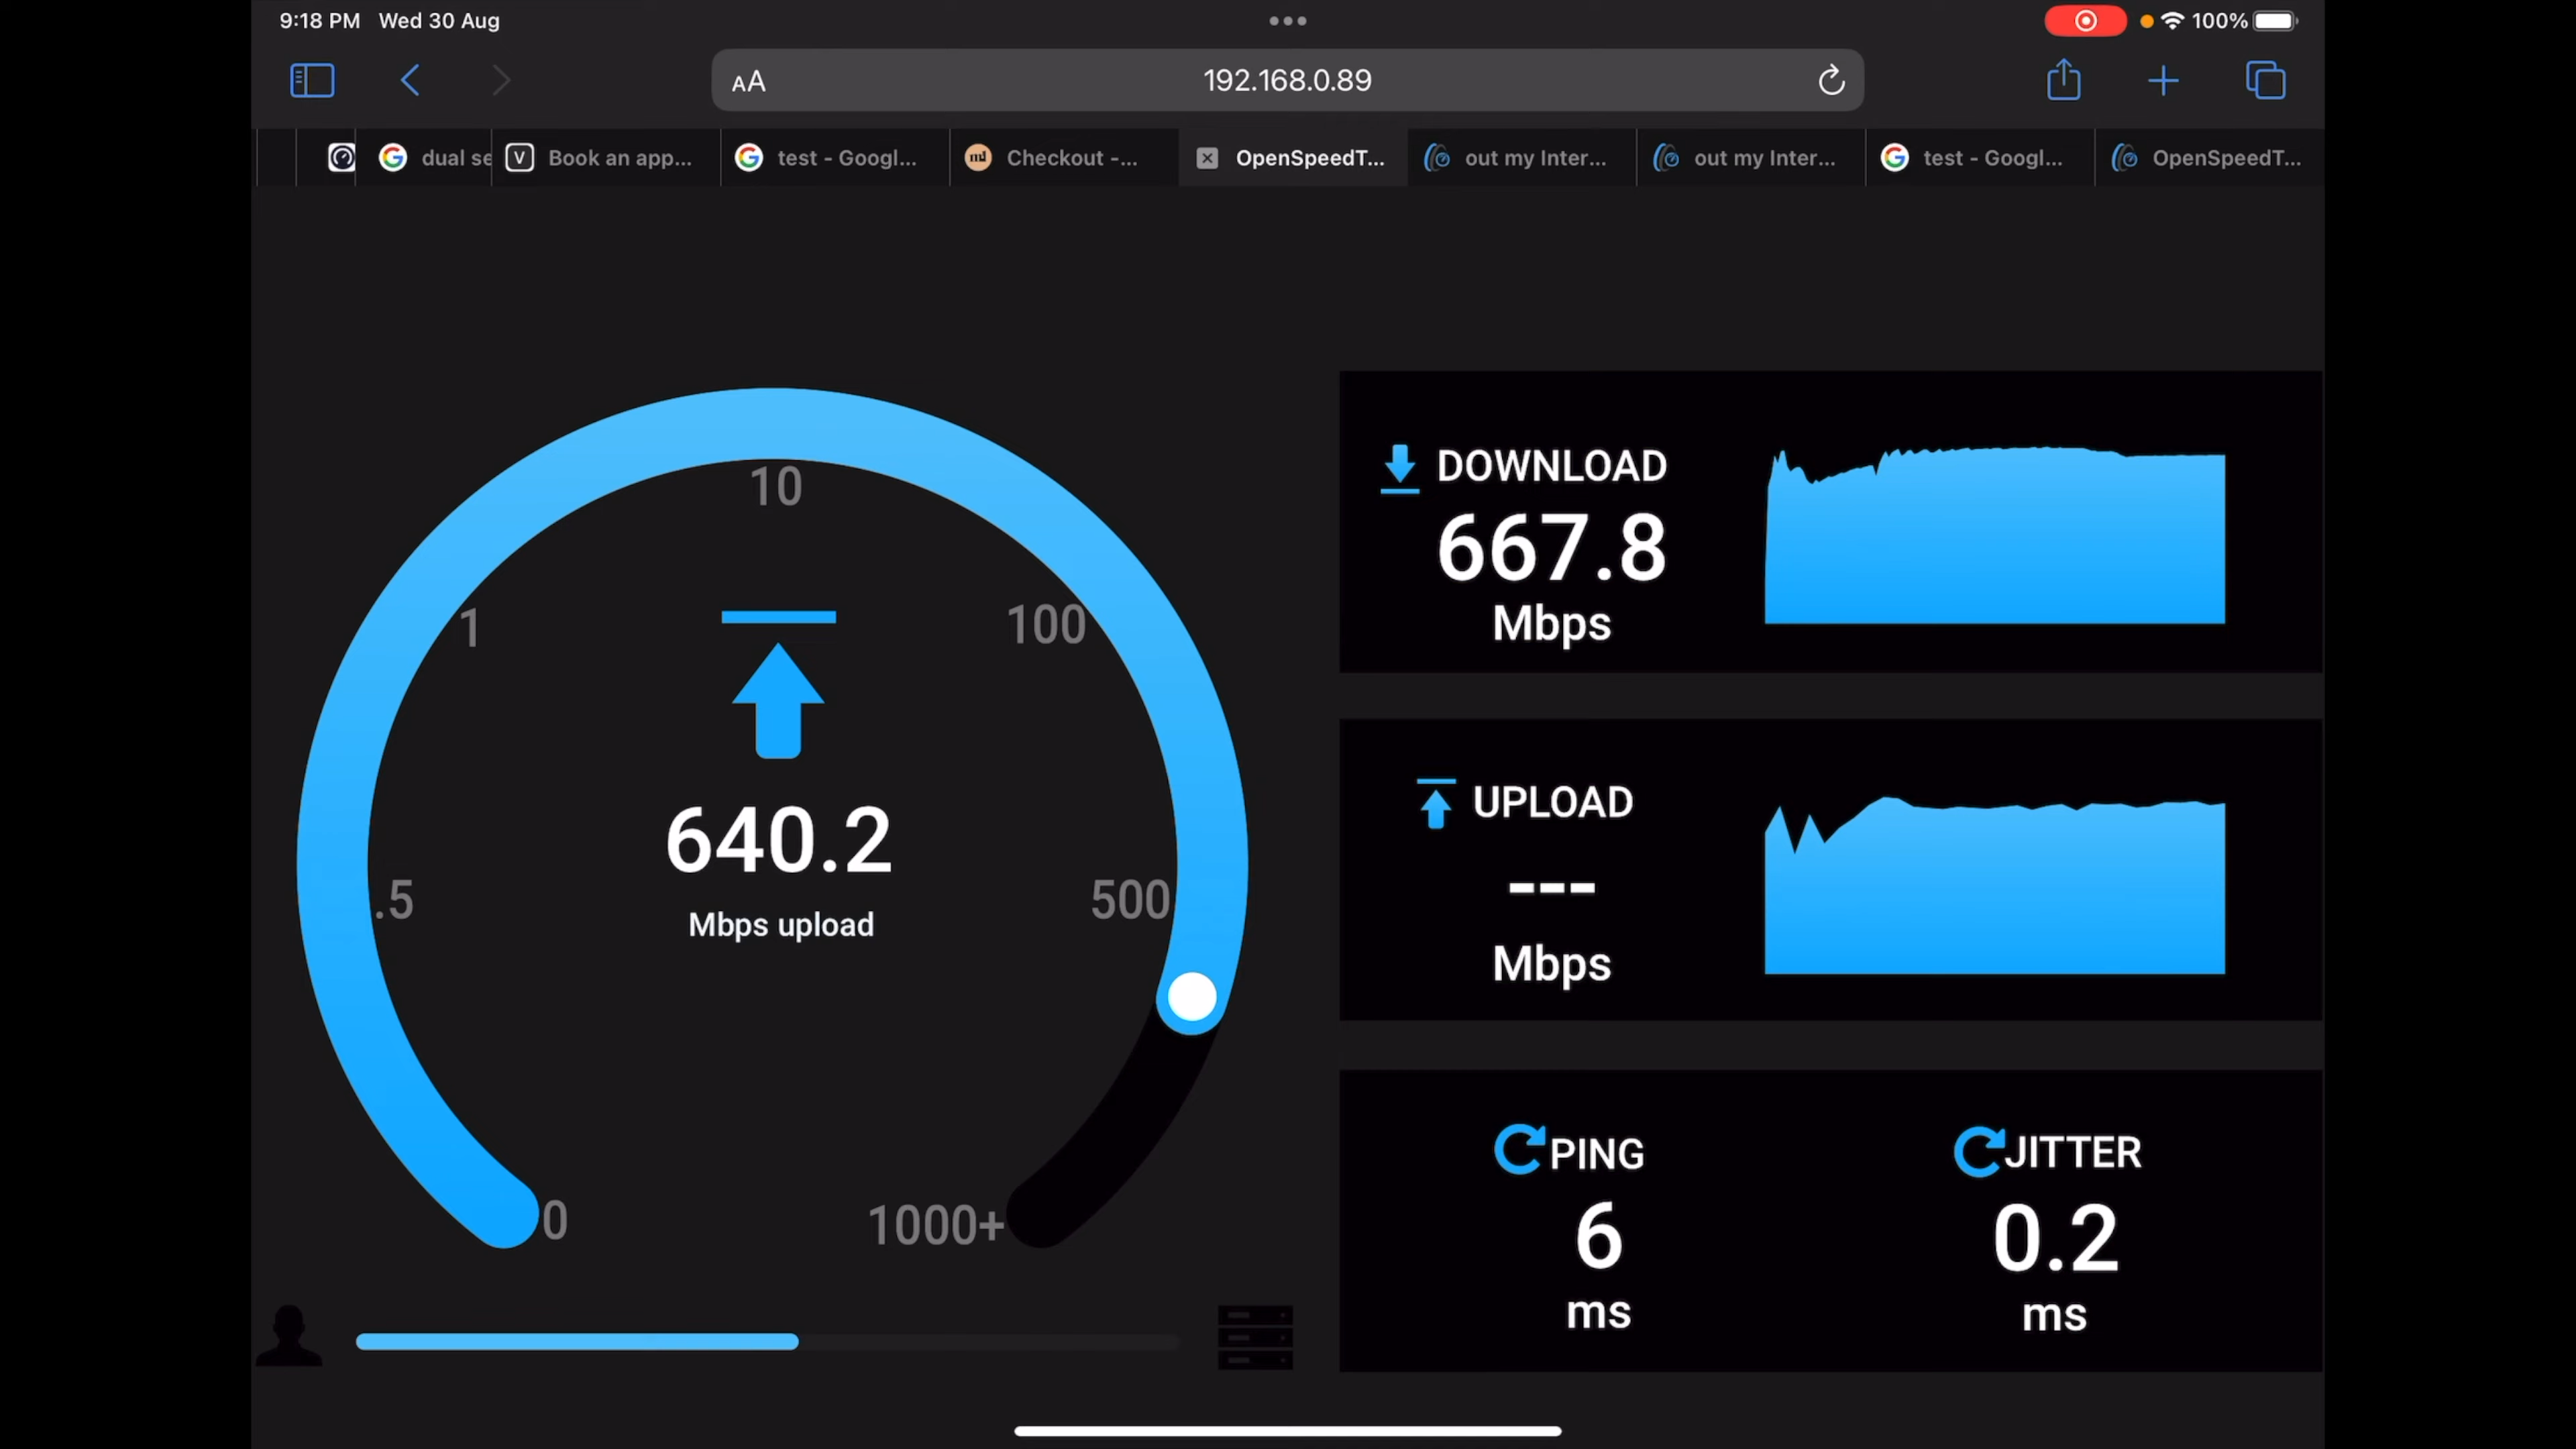 9:18 PM Wed 30 Aug
100%
AA 192.168.0.89
dual se
V Book an app...
test - Googl...
Checkout -...
OpenSpeedT...
out my Inter...
out my Inter...
test - Googl...
OpenSpeedT...
10
1
100
.5
500
0
1000+
640.2
Mbps upload
DOWNLOAD
667.8
Mbps
UPLOAD
---
Mbps
PING
6
ms
JITTER
0.2
ms